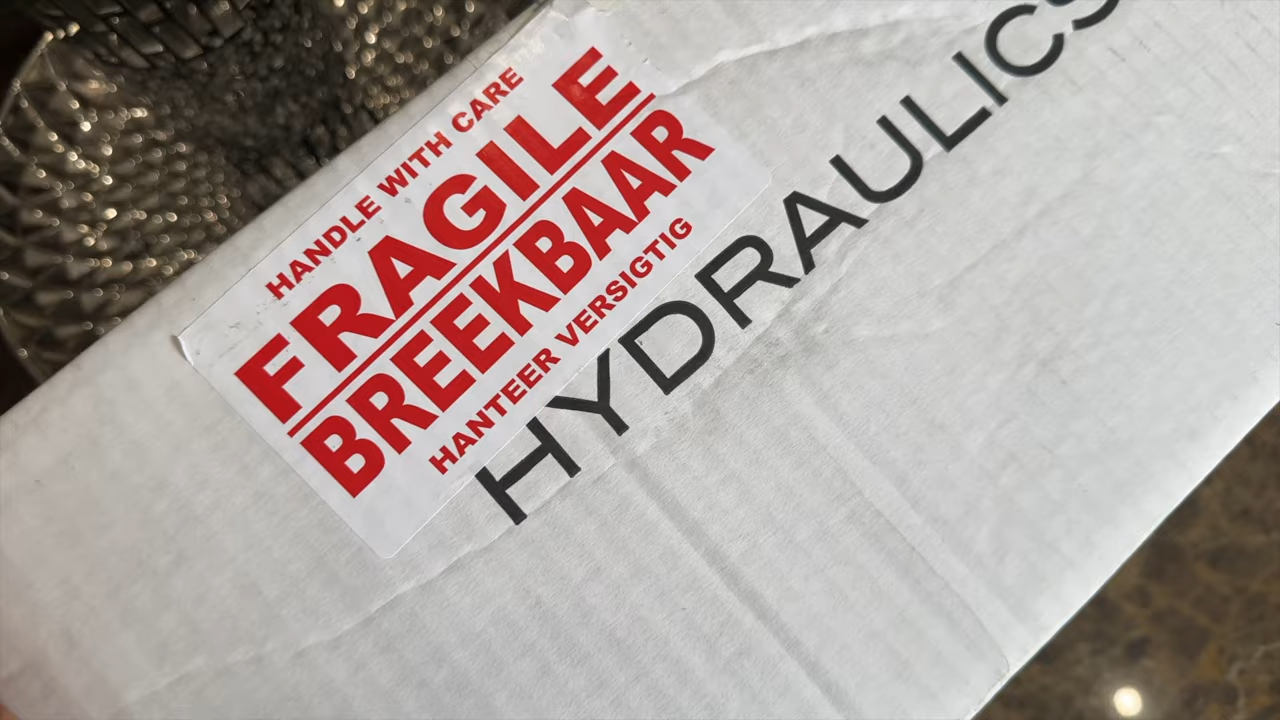 HANDLE WITH CARE
FRAGILE
BREEKBAAR
HANTEER VERSIGTIG
HYDRAULICS